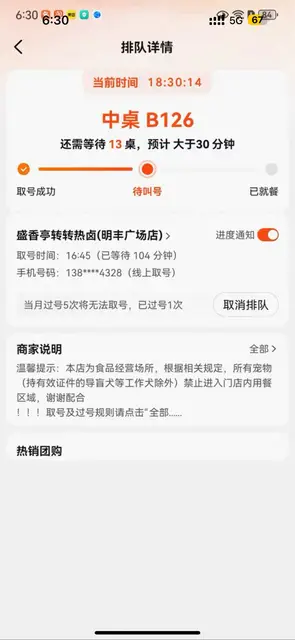 6:30
6:30
5G
67
84
排队详情
当前时间 18:30:14
中桌 B126
还需等待 13 桌，预计 大于30 分钟
取号成功
待叫号
已就餐
盛香亭转转热卤(明丰广场店)
进度通知
取号时间：16:45（已等待 104 分钟）
手机号码：138****4328（线上取号）
当月过号5次将无法取号，已过号1次
取消排队
商家说明
全部
温馨提示：本店为食品经营场所，根据相关规定，所有宠物
（持有效证件的导盲犬等工作犬除外）禁止进入门店内用餐
区域，谢谢配合
！！！取号及过号规则请点击“全部......
热销团购